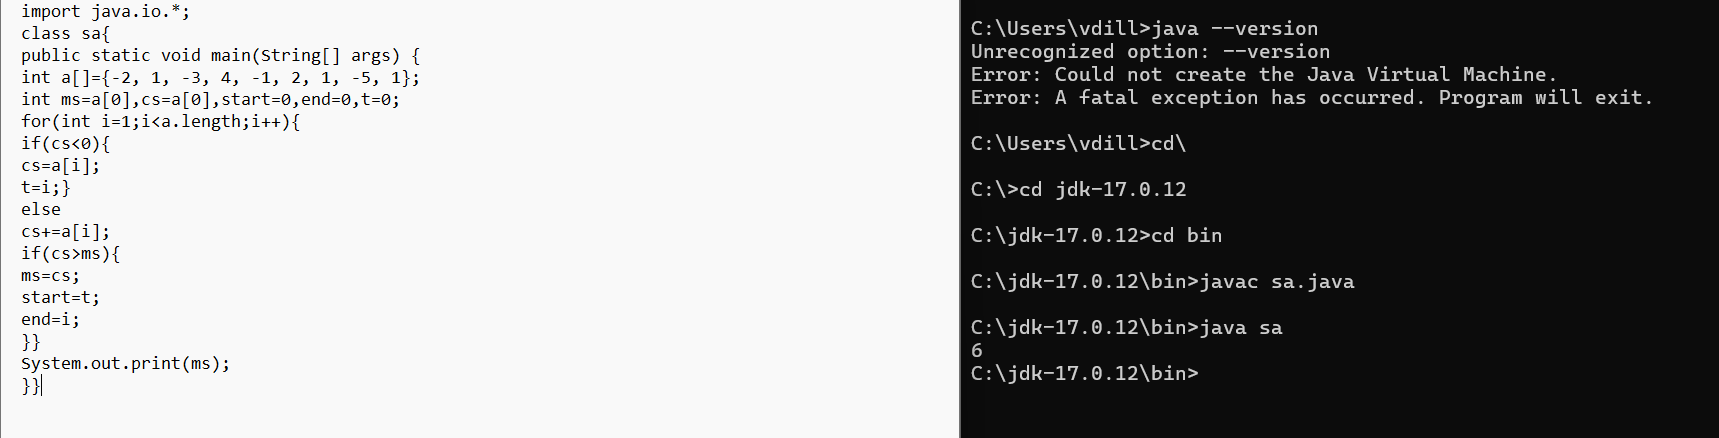 import java.io.*;
class sa{
public static void main(String[] args) {
int a[]={-2, 1, -3, 4, -1, 2, 1, -5, 1};
int ms=a[0],cs=a[0],start=0,end=0,t=0;
for(int i=1;i<a.length;i++){
if(cs<0){
cs=a[i];
t=i;}
else
cs+=a[i];
if(cs>ms){
ms=cs;
start=t;
end=i;
}}
System.out.print(ms);
}}
C:\Users\vdill>java --version
Unrecognized option: --version
Error: Could not create the Java Virtual Machine.
Error: A fatal exception has occurred. Program will exit.
C:\Users\vdill>cd\
C:\>cd jdk-17.0.12
C:\jdk-17.0.12>cd bin
C:\jdk-17.0.12\bin>javac sa.java
C:\jdk-17.0.12\bin>java sa
6
C:\jdk-17.0.12\bin>